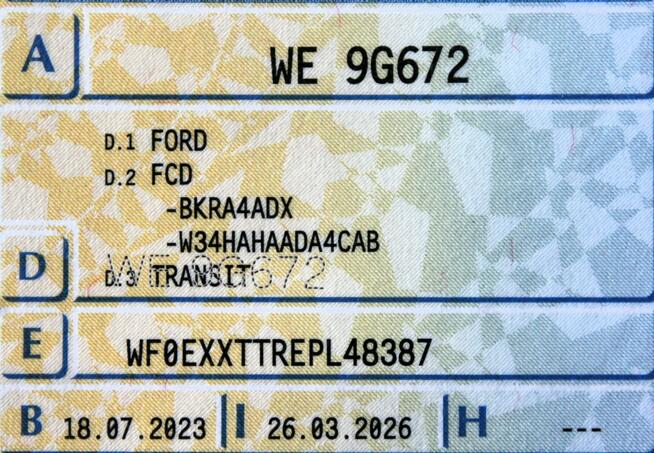 A WE 9G672
D.1 FORD
D.2 FCD
-BKRA4ADX
-W34HAHAADA4CAB
D D.3 TRANSIT
WE 9G672
E WF0EXXTTREPL48387
B 18.07.2023 I 26.03.2026 H ---